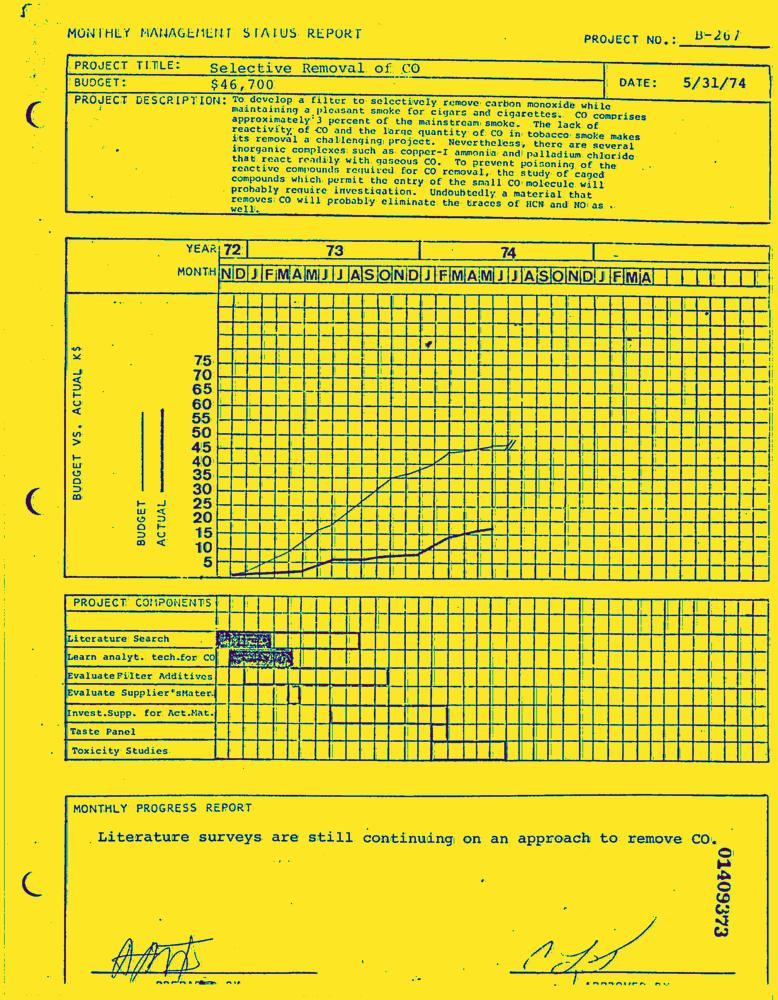 MONTHLY MANAGEMENT STATUS REPORT
PROJECT NO.: B-267
PROJECT TITLE: Selective Removal of CO
BUDGET: $46,700
DATE: 5/31/74
PROJECT DESCRIPTION: To develop a filter to selectively remove carbon monoxide while
maintaining a pleasant smoke for cigars and cigarettes. CO comprises
approximately 3 percent of the mainstream smoke. The lack of
reactivity of CO and the large quantity of CO in tobacco smoke makes
its removal a challenging project. Nevertheless, there are several
inorganic complexes such as copper-I ammonia and palladium chloride
that react readily with gaseous CO. To prevent poisoning of the
reactive compounds required for CO removal, the study of caged
compounds which permit the entry of the small CO molecule will
probably require investigation. Undoubtedly a material that
removes CO will probably eliminate the traces of HCN and NO as
well.
YEAR 72 73 74
MONTH N D J F M A M J J A S O N D J F M A M J J A S O N D J F M A
BUDGET VS. ACTUAL K$
BUDGET
ACTUAL
75
70
65
60
55
50
45
40
35
30
25
20
15
10
5
PROJECT COMPONENTS
Literature Search
Learn analyt. tech.for CO
Evaluate Filter Additives
Evaluate Supplier'sMater.
Invest.Supp. for Act.Mat.
Taste Panel
Toxicity Studies
MONTHLY PROGRESS REPORT
Literature surveys are still continuing on an approach to remove CO.
01409373